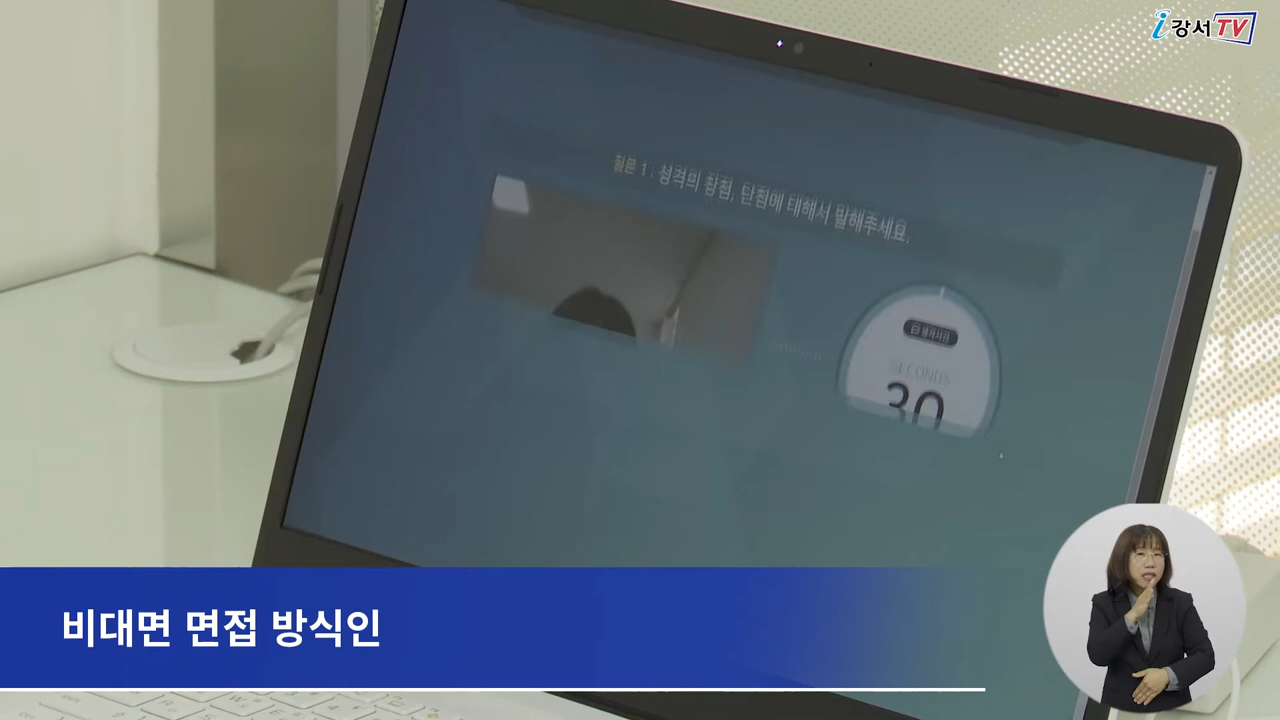 i강서TV
질문 1 : 성격의 장점, 단점에 대해서 말해주세요.
SECONDS
30
비대면 면접 방식인